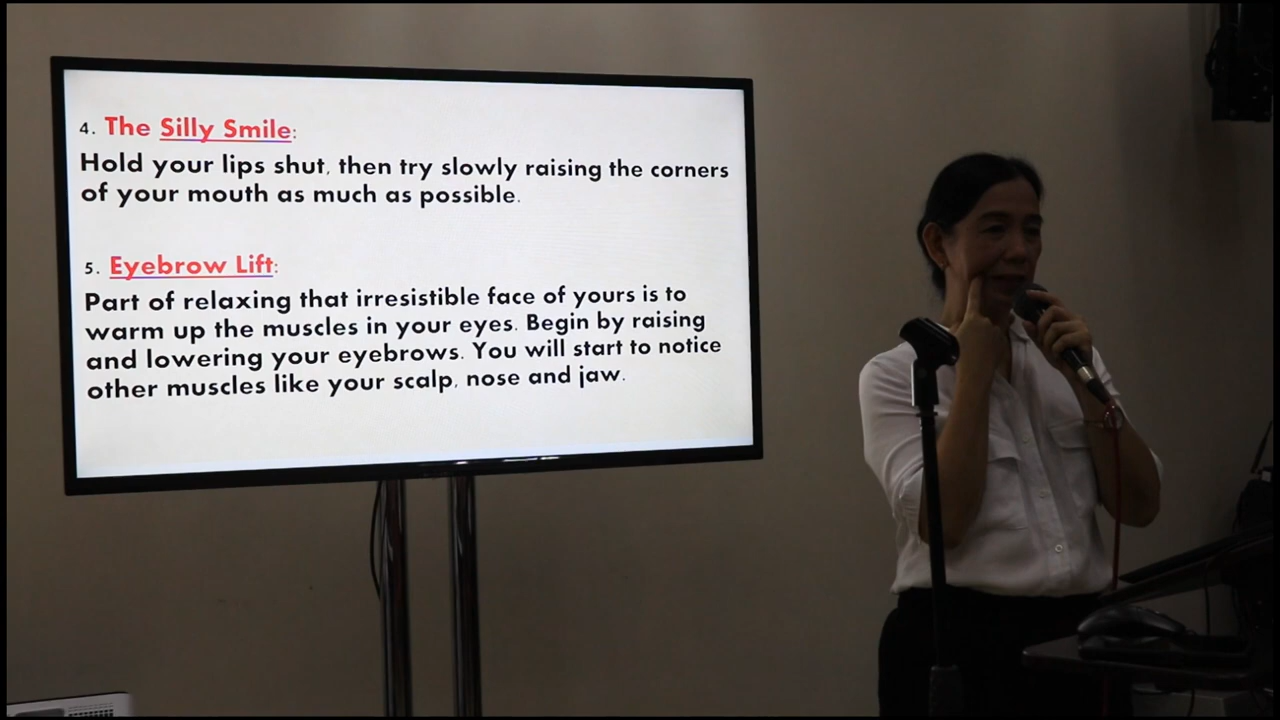 4. The Silly Smile:
Hold your lips shut, then try slowly raising the corners
of your mouth as much as possible.
5. Eyebrow Lift:
Part of relaxing that irresistible face of yours is to
warm up the muscles in your eyes. Begin by raising
and lowering your eyebrows. You will start to notice
other muscles like your scalp, nose and jaw.